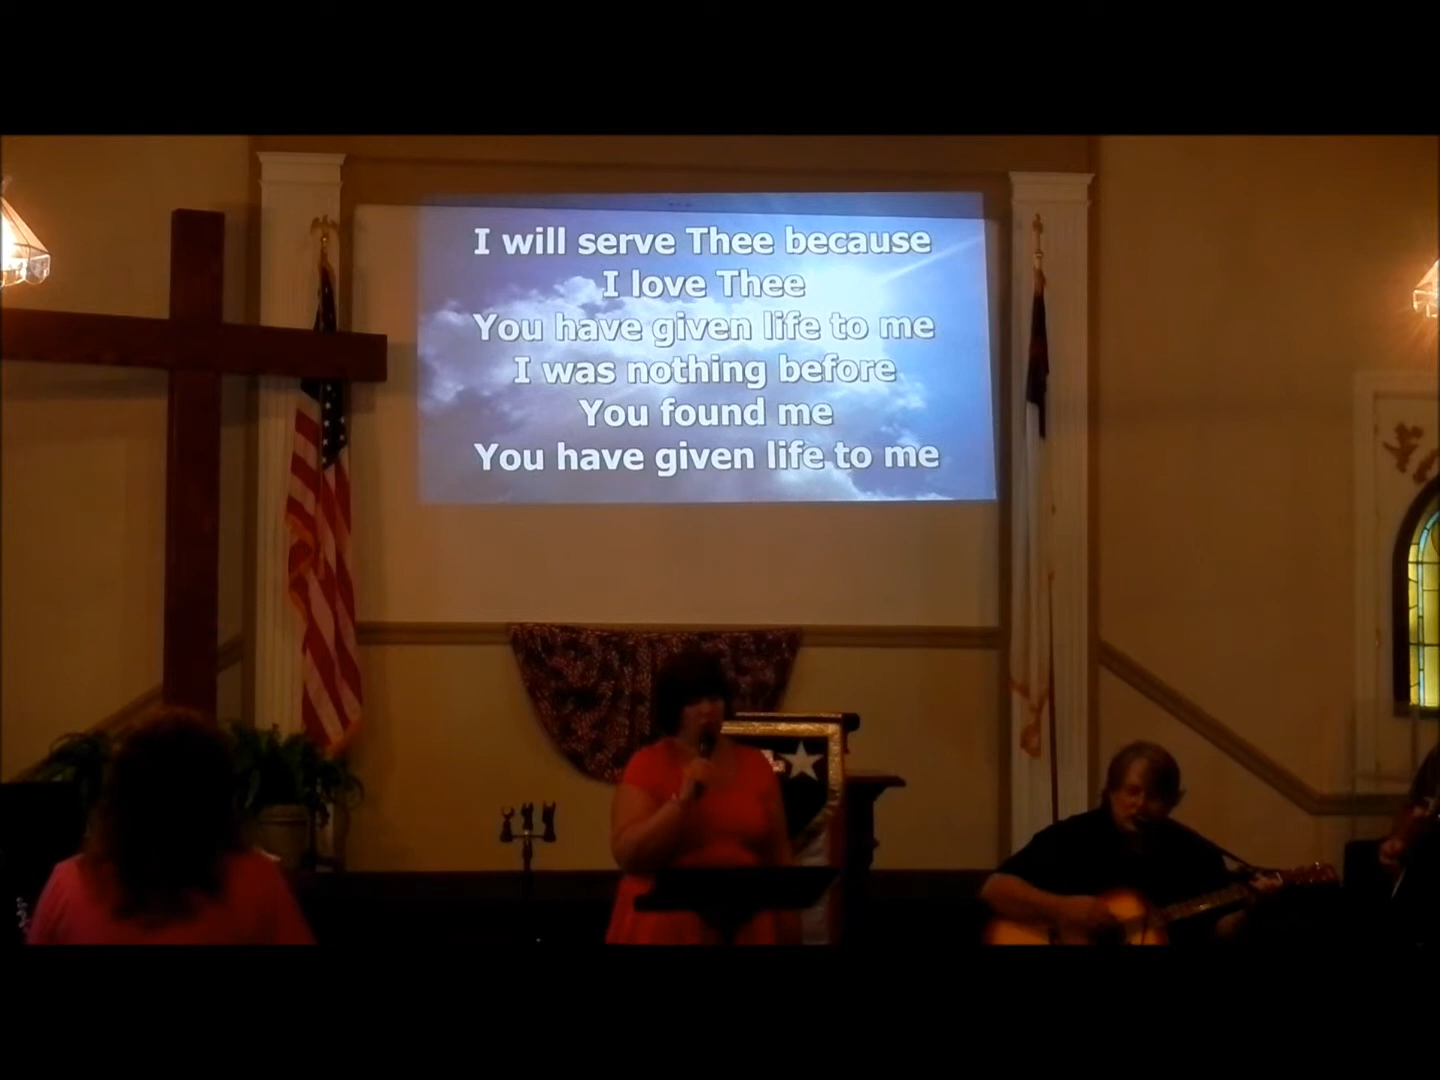 I will serve Thee because
I love Thee
You have given life to me
I was nothing before
You found me
You have given life to me